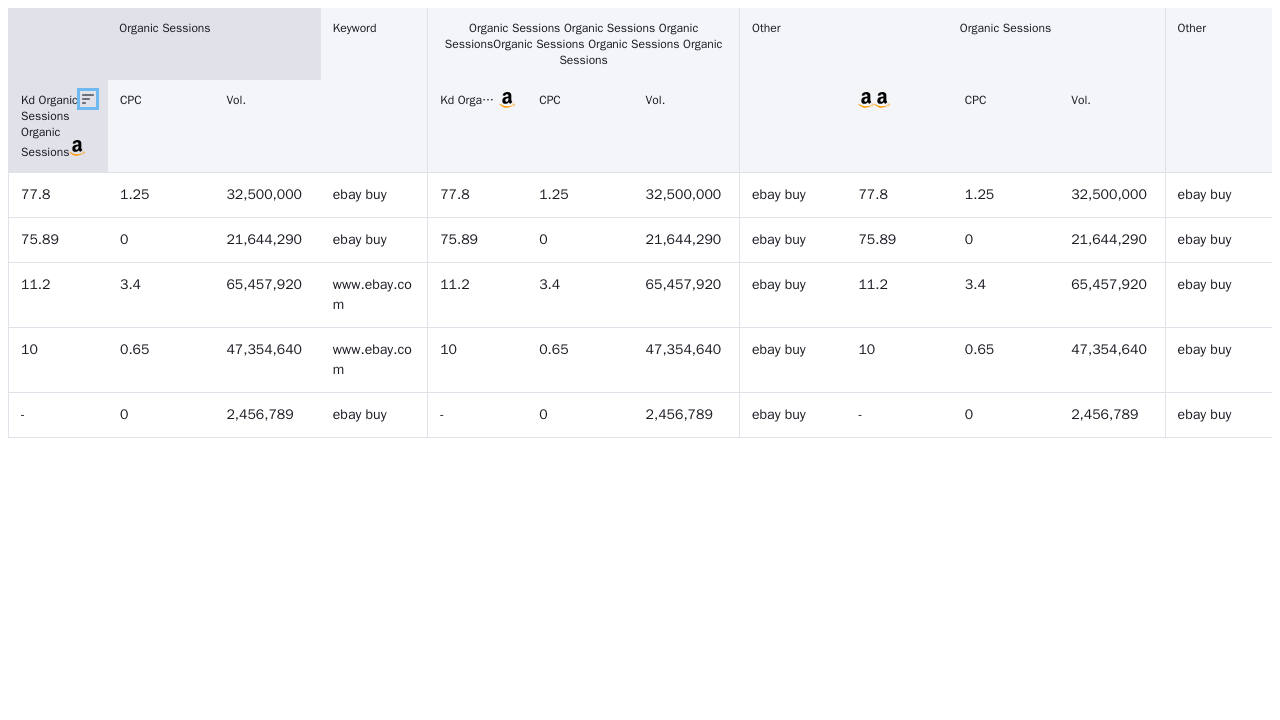 Organic Sessions Keyword Organic Sessions Organic Sessions Organic Other Organic Sessions Other
SessionsOrganic Sessions Organic Sessions Organic
Sessions
Kd Organic CPC Vol. Kd Orga··· a CPC Vol. a a CPC Vol.
Sessions
Organic
Sessions a
77.8 1.25 32,500,000 ebay buy 77.8 1.25 32,500,000 ebay buy 77.8 1.25 32,500,000 ebay buy
75.89 0 21,644,290 ebay buy 75.89 0 21,644,290 ebay buy 75.89 0 21,644,290 ebay buy
11.2 3.4 65,457,920 www.ebay.co 11.2 3.4 65,457,920 ebay buy 11.2 3.4 65,457,920 ebay buy
m
10 0.65 47,354,640 www.ebay.co 10 0.65 47,354,640 ebay buy 10 0.65 47,354,640 ebay buy
m
- 0 2,456,789 ebay buy - 0 2,456,789 ebay buy - 0 2,456,789 ebay buy